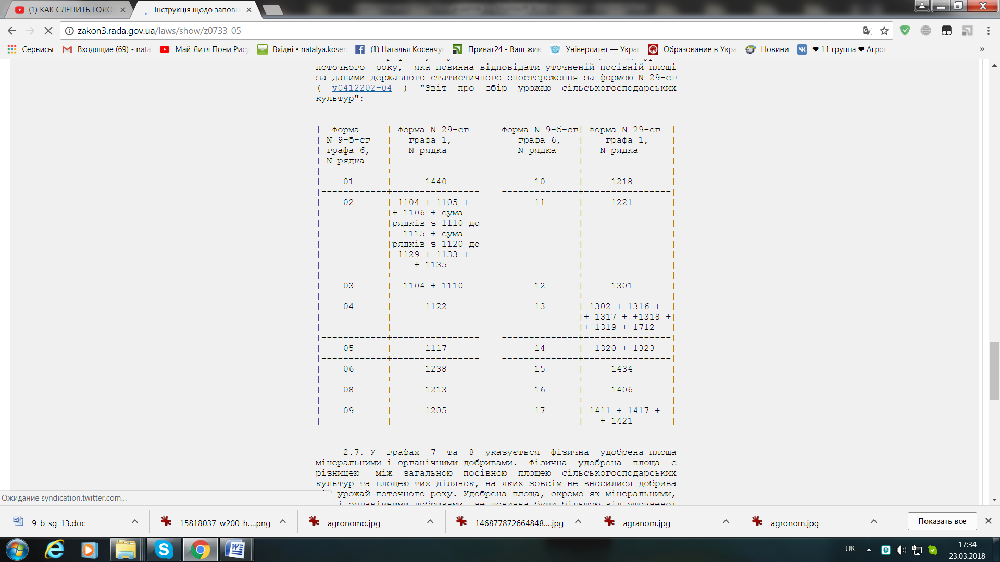 (1) КАК СЛЕПИТЬ ГОЛО
Інструкція щодо заповн
zakon3.rada.gov.ua/laws/show/z0733-05
Сервисы
Входящие (69) - nata
Май Литл Пони Рису
Вхідні • natalya.kosen
(1) Наталья Косенчу
Приват24 - Ваш жив
Університет — Украї
Образование в Укра
Новини
❤ 11 группа ❤ Агро
»
поточного року, яка повинна відповідати уточненій посівній площі
за даними державного статистичного спостереження за формою N 29-сг
( v0412202-04 ) "Звіт про збір урожаю сільськогосподарських
культур":
------------------------------    --------------------------------
|  Форма     | Форма N 29-сг      Форма N 9-б-сг| Форма N 29-сг  |
| N 9-б-сг   |   графа 1,            графа 6,   |    графа 1,    |
| графа 6,   |   N рядка             N рядка    |   N рядка      |
| N рядка    |                                  |                |
|------------+----------------    --------------+----------------|
|    01      |      1440                10      |     1218       |
|------------+----------------    --------------+----------------|
|    02      | 1104 + 1105 +            11      |     1221       |
|            |+ 1106 + сума                     |                |
|            |рядків з 1110 до                  |                |
|            |  1115 + сума                     |                |
|            |рядків з 1120 до                  |                |
|            | 1129 + 1133 +                    |                |
|            |    + 1135                        |                |
|------------+----------------    --------------+----------------|
|    03      |  1104 + 1110             12      |     1301       |
|------------+----------------    --------------+----------------|
|    04      |      1122                13      | 1302 + 1316 +  |
|            |                                  |+ 1317 + +1318 +|
|            |                                  |+ 1319 + 1712   |
|------------+----------------    --------------+----------------|
|    05      |      1117                14      |  1320 + 1323   |
|------------+----------------    --------------+----------------|
|    06      |      1238                15      |     1434       |
|------------+----------------    --------------+----------------|
|    08      |      1213                16      |     1406       |
|------------+----------------    --------------+----------------|
|    09      |      1205                17      | 1411 + 1417 +  |
|            |                                  |   + 1421       |
------------------------------    --------------------------------
2.7. У графах 7 та 8 указується фізична удобрена площа
мінеральними і органічними добривами. Фізична удобрена площа є
різницею між загальною посівною площею сільськогосподарських
культур та площею тих ділянок, на яких зовсім не вносилися добрива
урожай поточного року. Удобрена площа, окремо як мінеральними,
і органічними добривами, не повинна бути більшою від уточненої
Ожидание syndication.twitter.com...
9_b_sg_13.doc
15818037_w200_h....png
agronomo.jpg
146877872664848....jpg
agranom.jpg
agronom.jpg
Показать все
UK
17:34
23.03.2018